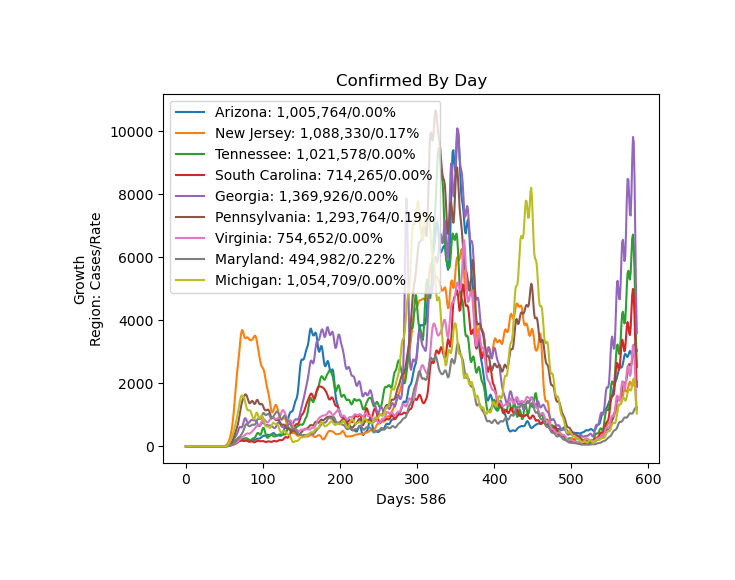 Confirmed By Day
Growth
Region: Cases/Rate
10000
8000
6000
4000
2000
0
Arizona: 1,005,764/0.00%
New Jersey: 1,088,330/0.17%
Tennessee: 1,021,578/0.00%
South Carolina: 714,265/0.00%
Georgia: 1,369,926/0.00%
Pennsylvania: 1,293,764/0.19%
Virginia: 754,652/0.00%
Maryland: 494,982/0.22%
Michigan: 1,054,709/0.00%
0 100 200 300 400 500 600
Days: 586